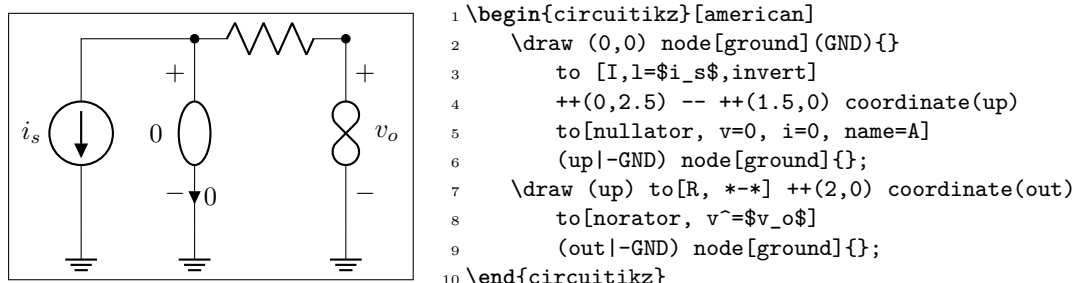 +
+
i_s
0
v_o
−
0
−
1 \begin{circuitikz}[american]
2 \draw (0,0) node[ground](GND){}
3 to [I,l=$i_s$,invert]
4 ++(0,2.5) -- ++(1.5,0) coordinate(up)
5 to[nullator, v=0, i=0, name=A]
6 (up|-GND) node[ground]{};
7 \draw (up) to[R, *-*] ++(2,0) coordinate(out)
8 to[norator, v^=$v_o$]
9 (out|-GND) node[ground]{};
10 \end{circuitikz}